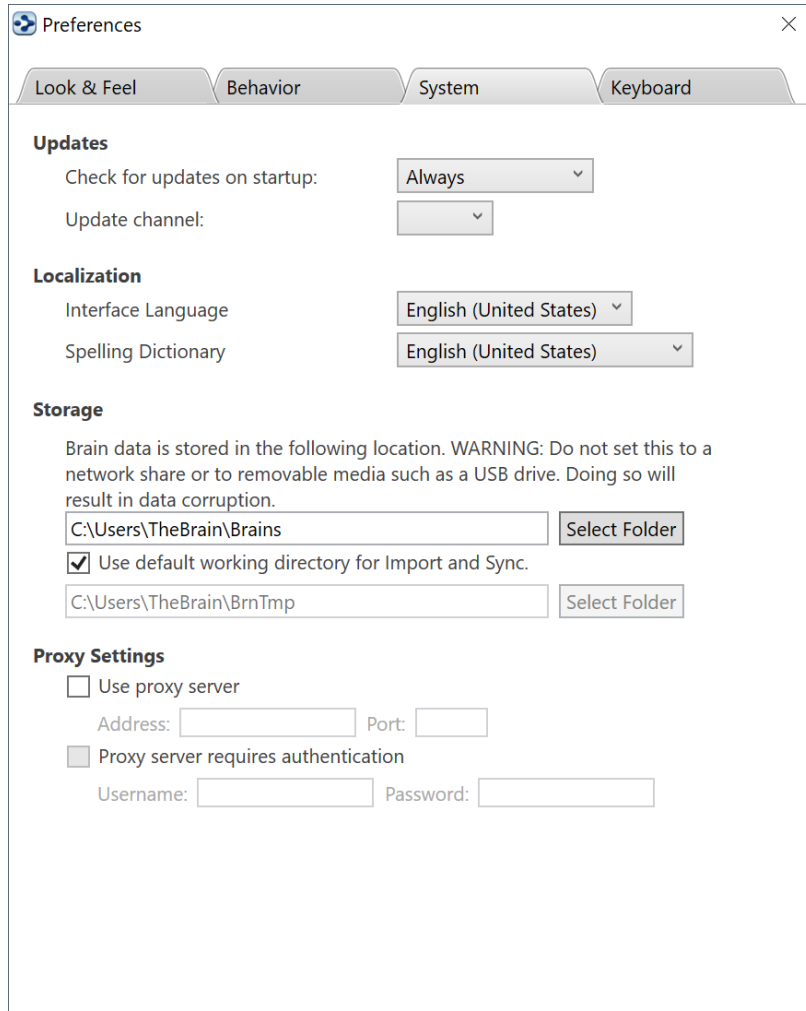 Preferences
Look & Feel
Behavior
System
Keyboard
Updates
Check for updates on startup: Always
Update channel:
Localization
Interface Language English (United States)
Spelling Dictionary English (United States)
Storage
Brain data is stored in the following location. WARNING: Do not set this to a
network share or to removable media such as a USB drive. Doing so will
result in data corruption.
C:\Users\TheBrain\Brains Select Folder
Use default working directory for Import and Sync.
C:\Users\TheBrain\BrnTmp Select Folder
Proxy Settings
Use proxy server
Address: Port:
Proxy server requires authentication
Username: Password: